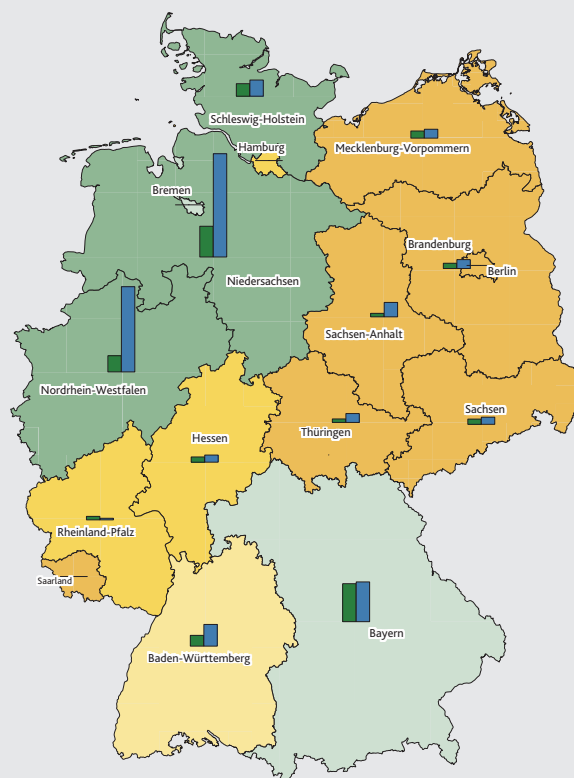 Schleswig-Holstein
Hamburg
Mecklenburg-Vorpommern
Bremen
Brandenburg
Berlin
Niedersachsen
Sachsen-Anhalt
Nordrhein-Westfalen
Sachsen
Thüringen
Hessen
Rheinland-Pfalz
Saarland
Bayern
Baden-Württemberg